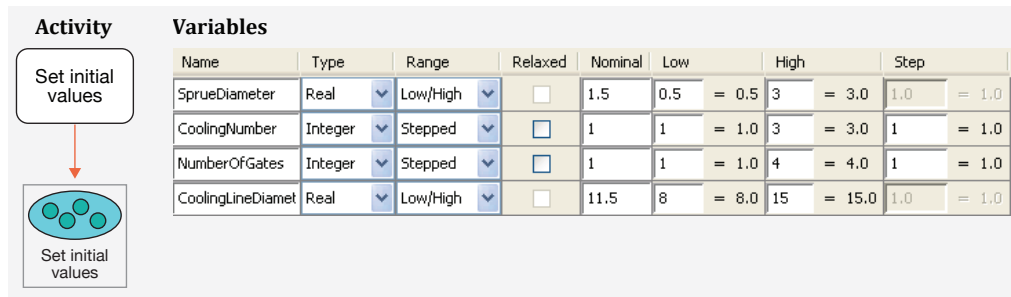 Activity
Variables
Set initial
values
Set initial
values
Name Type Range Relaxed Nominal Low High Step
SprueDiameter Real Low/High 1.5 0.5 = 0.5 3 = 3.0 1.0 = 1.0
CoolingNumber Integer Stepped 1 1 = 1.0 3 = 3.0 1 = 1.0
NumberOfGates Integer Stepped 1 1 = 1.0 4 = 4.0 1 = 1.0
CoolingLineDiamet Real Low/High 11.5 8 = 8.0 15 = 15.0 1.0 = 1.0